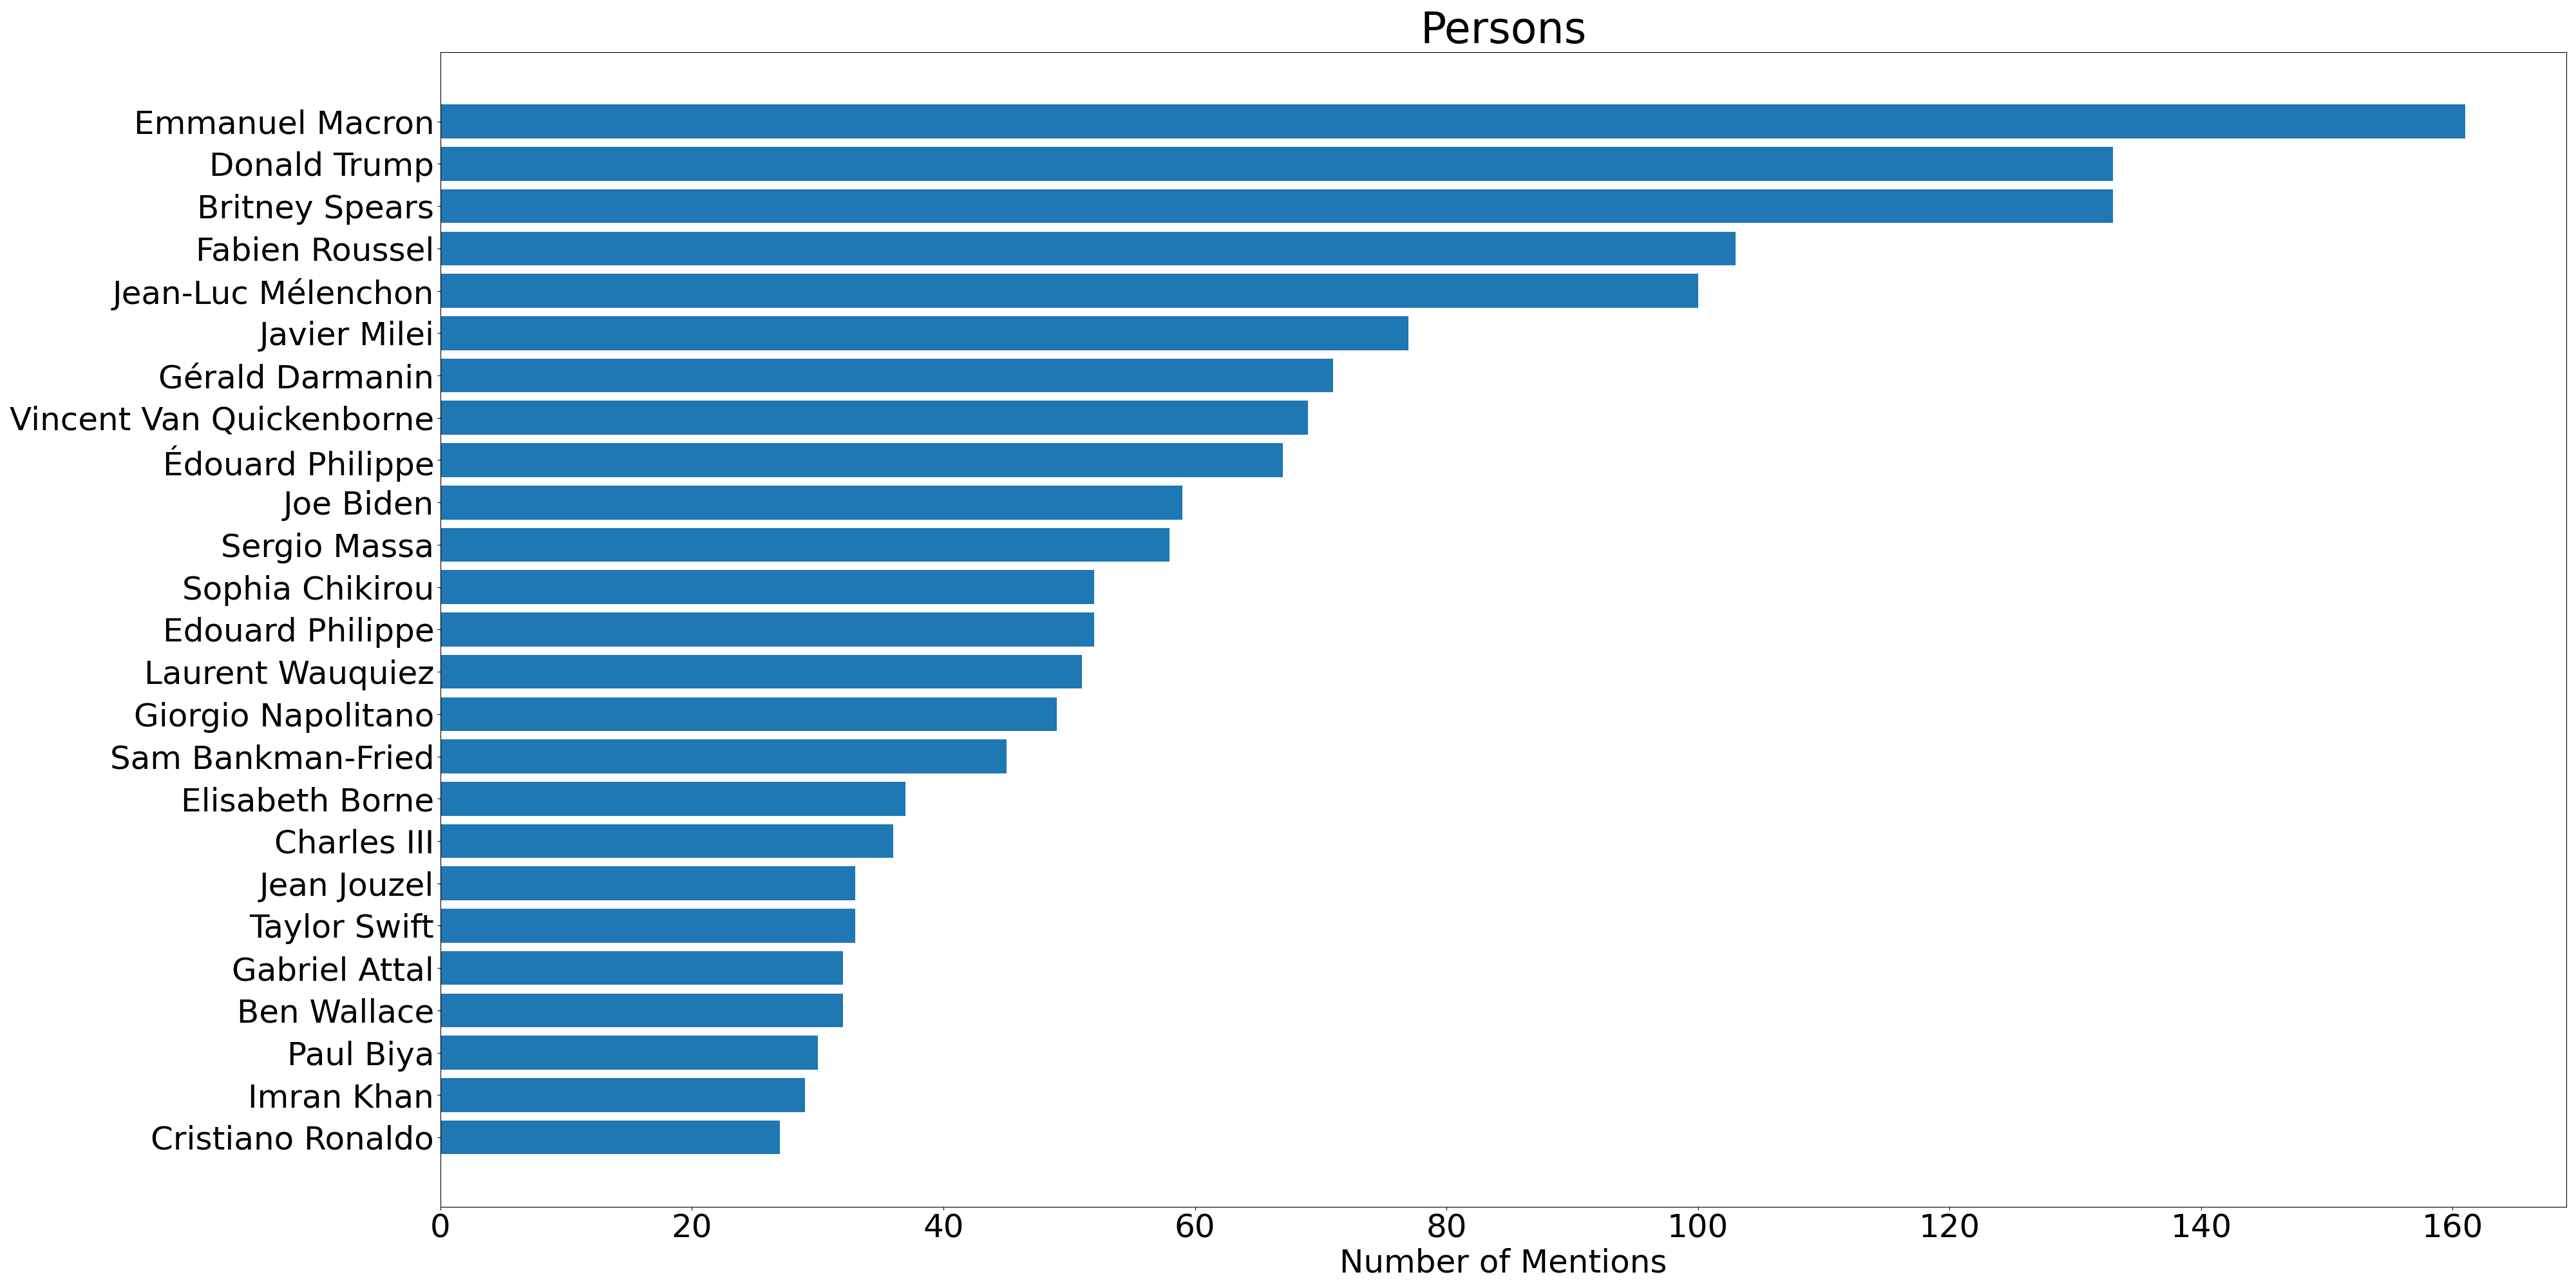 Persons
Emmanuel Macron
Donald Trump
Britney Spears
Fabien Roussel
Jean-Luc Mélenchon
Javier Milei
Gérald Darmanin
Vincent Van Quickenborne
Édouard Philippe
Joe Biden
Sergio Massa
Sophia Chikirou
Edouard Philippe
Laurent Wauquiez
Giorgio Napolitano
Sam Bankman-Fried
Elisabeth Borne
Charles III
Jean Jouzel
Taylor Swift
Gabriel Attal
Ben Wallace
Paul Biya
Imran Khan
Cristiano Ronaldo
0 20 40 60 80 100 120 140 160
Number of Mentions